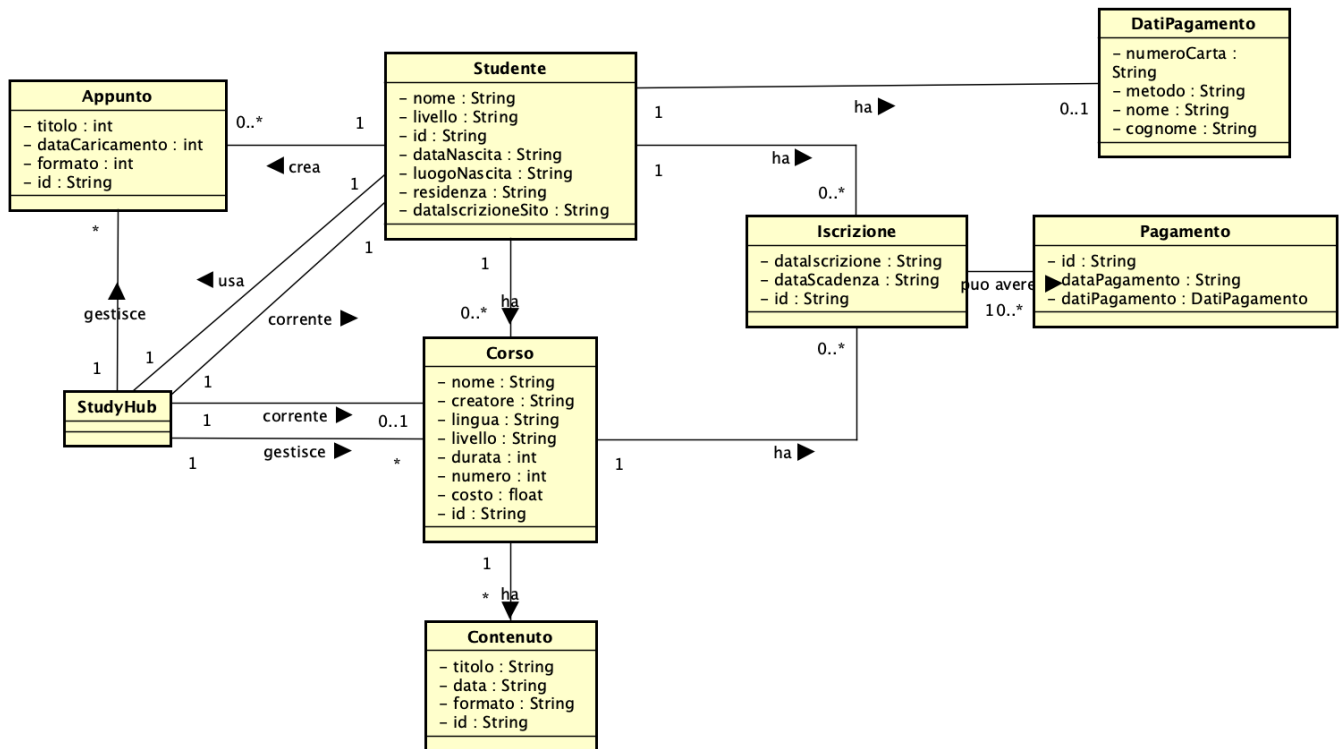 DatiPagamento
– numeroCarta :
String
– metodo : String
– nome : String
– cognome : String
Studente
– nome : String
– livello : String
– id : String
– dataNascita : String
– luogoNascita : String
– residenza : String
– dataIscrizioneSito : String
Appunto
– titolo : int
– dataCaricamento : int
– formato : int
– id : String
0..*
1
crea
1
ha
0..1
1
ha
0..*
1
usa
1
corrente
*
gestisce
1
1
1
1
ha
0..*
Iscrizione
– dataIscrizione : String
– dataScadenza : String
– id : String
puo avere
1
0..*
Pagamento
– id : String
dataPagamento : String
– datiPagamento : DatiPagamento
0..*
StudyHub
1
corrente
0..1
1
gestisce
*
Corso
– nome : String
– creatore : String
– lingua : String
– livello : String
– durata : int
– numero : int
– costo : float
– id : String
1
ha
1
* ha
Contenuto
– titolo : String
– data : String
– formato : String
– id : String